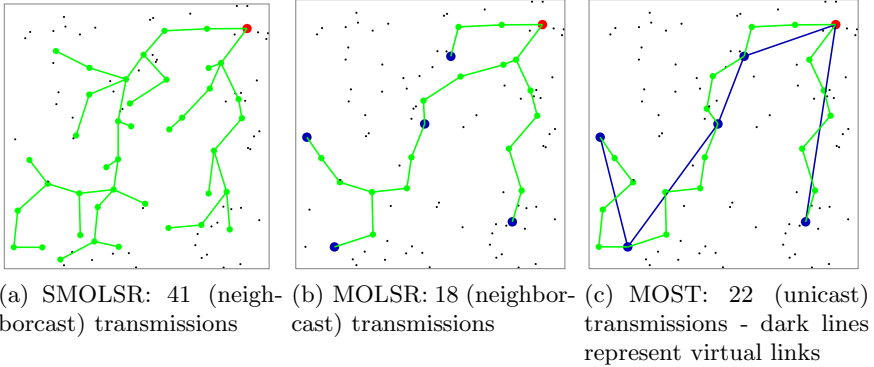 (a) SMOLSR: 41 (neigh-
borcast) transmissions
(b) MOLSR: 18 (neighbor-
cast) transmissions
(c) MOST: 22 (unicast)
transmissions - dark lines
represent virtual links